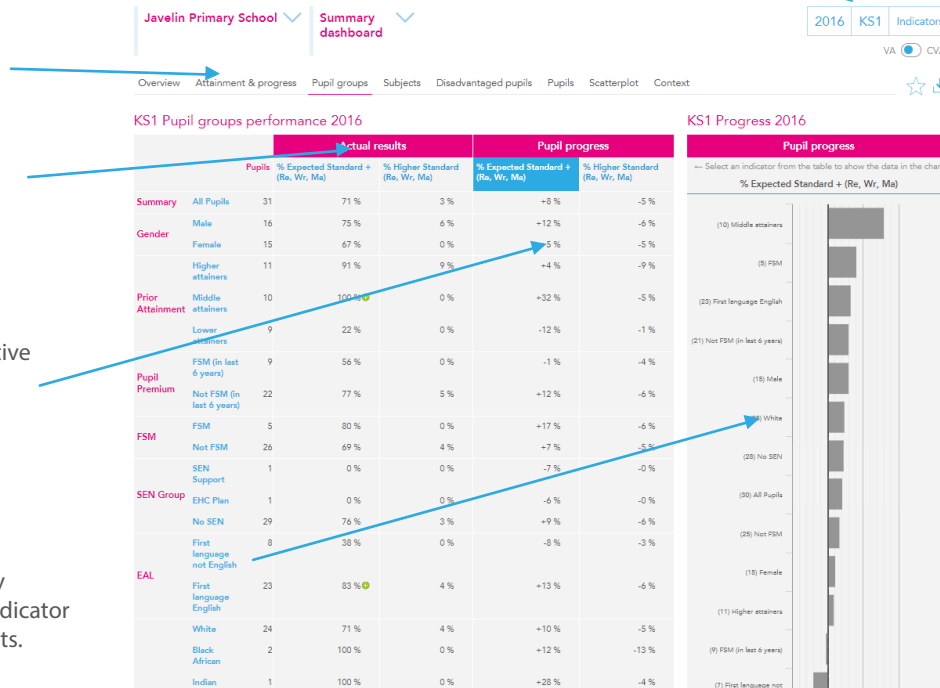 Javelin Primary School
Summary
dashboard
2016 KS1 Indicators
VA CVA
Overview Attainment & progress Pupil groups Subjects Disadvantaged pupils Pupils Scatterplot Context
KS1 Pupil groups performance 2016
Actual results Pupil progress
Pupils % Expected Standard + (Re, Wr, Ma) % Higher Standard (Re, Wr, Ma) % Expected Standard + (Re, Wr, Ma) % Higher Standard (Re, Wr, Ma)
Summary All Pupils 31 71 % 3 % +8 % -5 %
Gender
Male 16 75 % 6 % +12 % -6 %
Female 15 67 % 0 % 5 % -5 %
Prior Attainment
Higher attainers 11 91 % 9 % +4 % -9 %
Middle attainers 10 100 % 0 % +32 % -5 %
Lower attainers 9 22 % 0 % -12 % -1 %
Pupil Premium
FSM (in last 6 years) 9 56 % 0 % -1 % -4 %
Not FSM (in last 6 years) 22 77 % 5 % +12 % -6 %
FSM
FSM 5 80 % 0 % +17 % -6 %
Not FSM 26 69 % 4 % +7 % -5 %
SEN Group
SEN Support 1 0 % 0 % -7 % -0 %
EHC Plan 1 0 % 0 % -6 % -0 %
No SEN 29 76 % 3 % +9 % -6 %
EAL
First language not English 8 38 % 0 % -8 % -3 %
First language English 23 83 % 4 % +13 % -6 %
White 24 71 % 4 % +10 % -5 %
Black African 2 100 % 0 % +12 % -13 %
Indian 1 100 % 0 % +28 % -4 %
KS1 Progress 2016
Pupil progress
← Select an indicator from the table to show the data in the char
% Expected Standard + (Re, Wr, Ma)
(10) Middle attainers
(5) FSM
(23) First language English
(21) Not FSM (in last 6 years)
(15) Male
White
(28) No SEN
(30) All Pupils
(25) Not FSM
(15) Female
(11) Higher attainers
(9) FSM (in last 6 years)
(7) First language not
tive
dicator
ts.